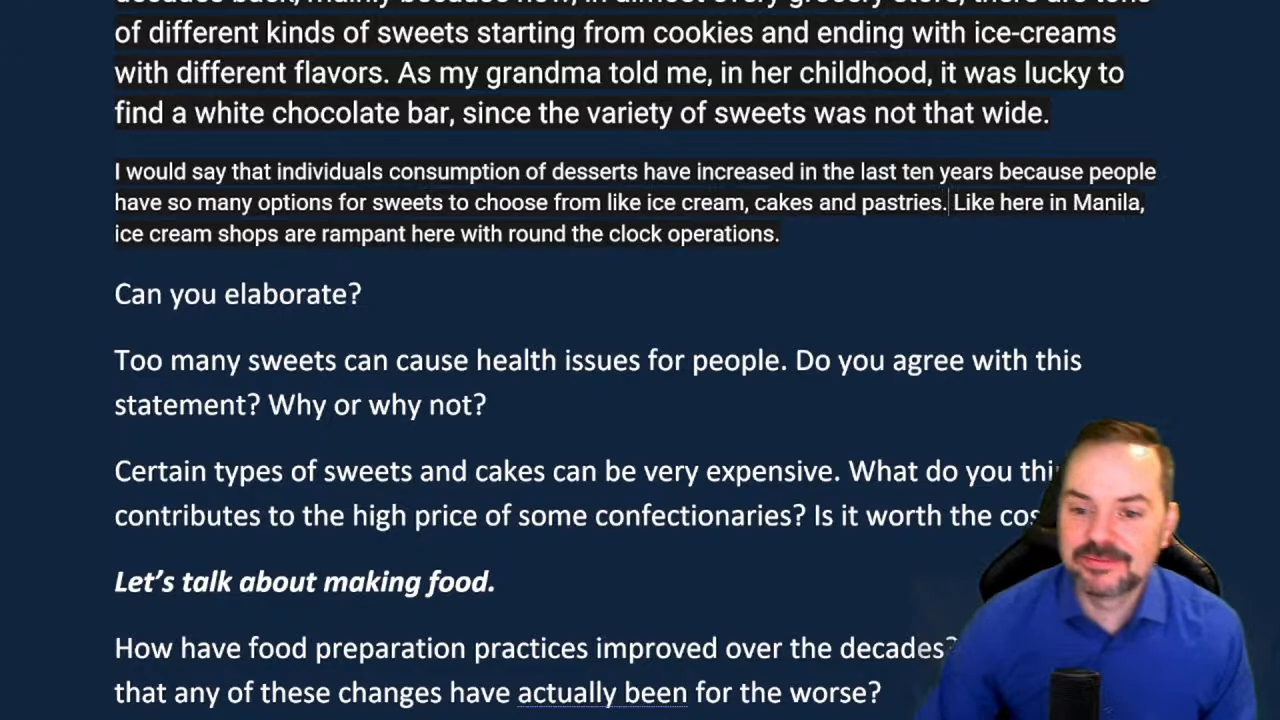 of different kinds of sweets starting from cookies and ending with ice-creams
with different flavors. As my grandma told me, in her childhood, it was lucky to
find a white chocolate bar, since the variety of sweets was not that wide.
I would say that individuals consumption of desserts have increased in the last ten years because people
have so many options for sweets to choose from like ice cream, cakes and pastries. Like here in Manila,
ice cream shops are rampant here with round the clock operations.
Can you elaborate?
Too many sweets can cause health issues for people. Do you agree with this
statement? Why or why not?
Certain types of sweets and cakes can be very expensive. What do you
contributes to the high price of some confectionaries? Is it worth the
Let's talk about making food.
How have food preparation practices improved over the decades?
that any of these changes have actually been for the worse?